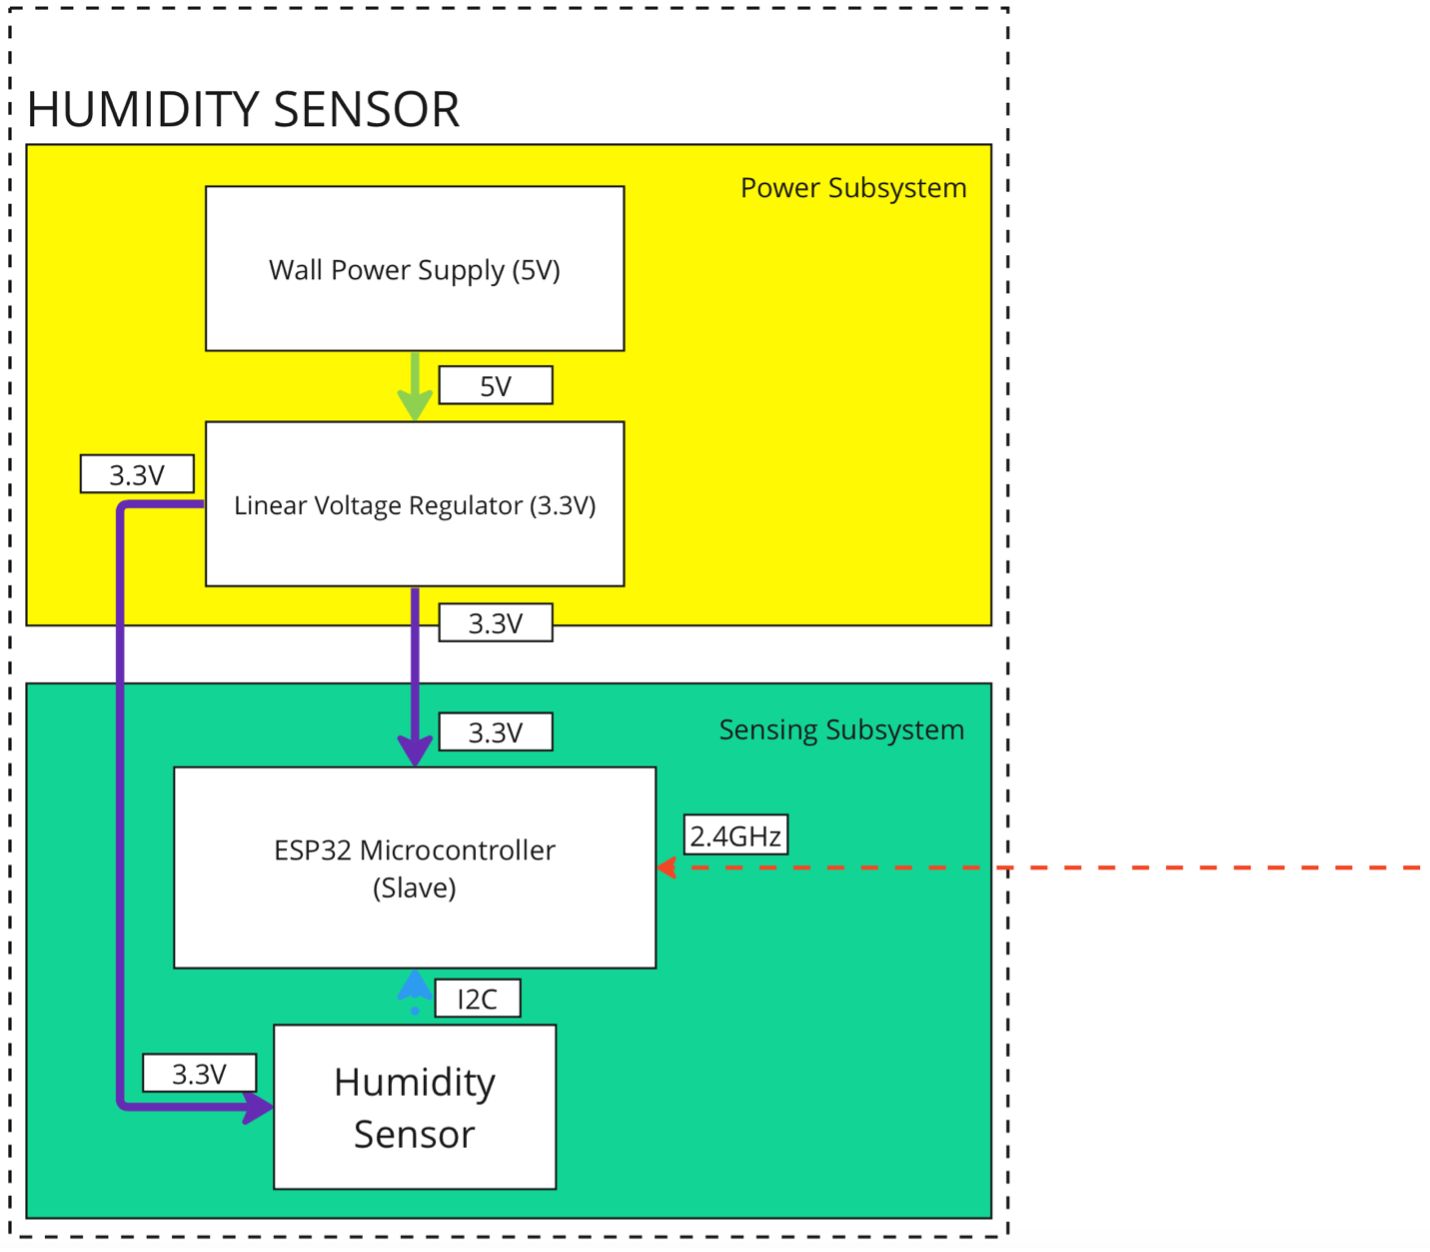 HUMIDITY SENSOR
Power Subsystem
Wall Power Supply (5V)
5V
3.3V
Linear Voltage Regulator (3.3V)
3.3V
Sensing Subsystem
3.3V
2.4GHz
ESP32 Microcontroller
(Slave)
I2C
3.3V
Humidity
Sensor